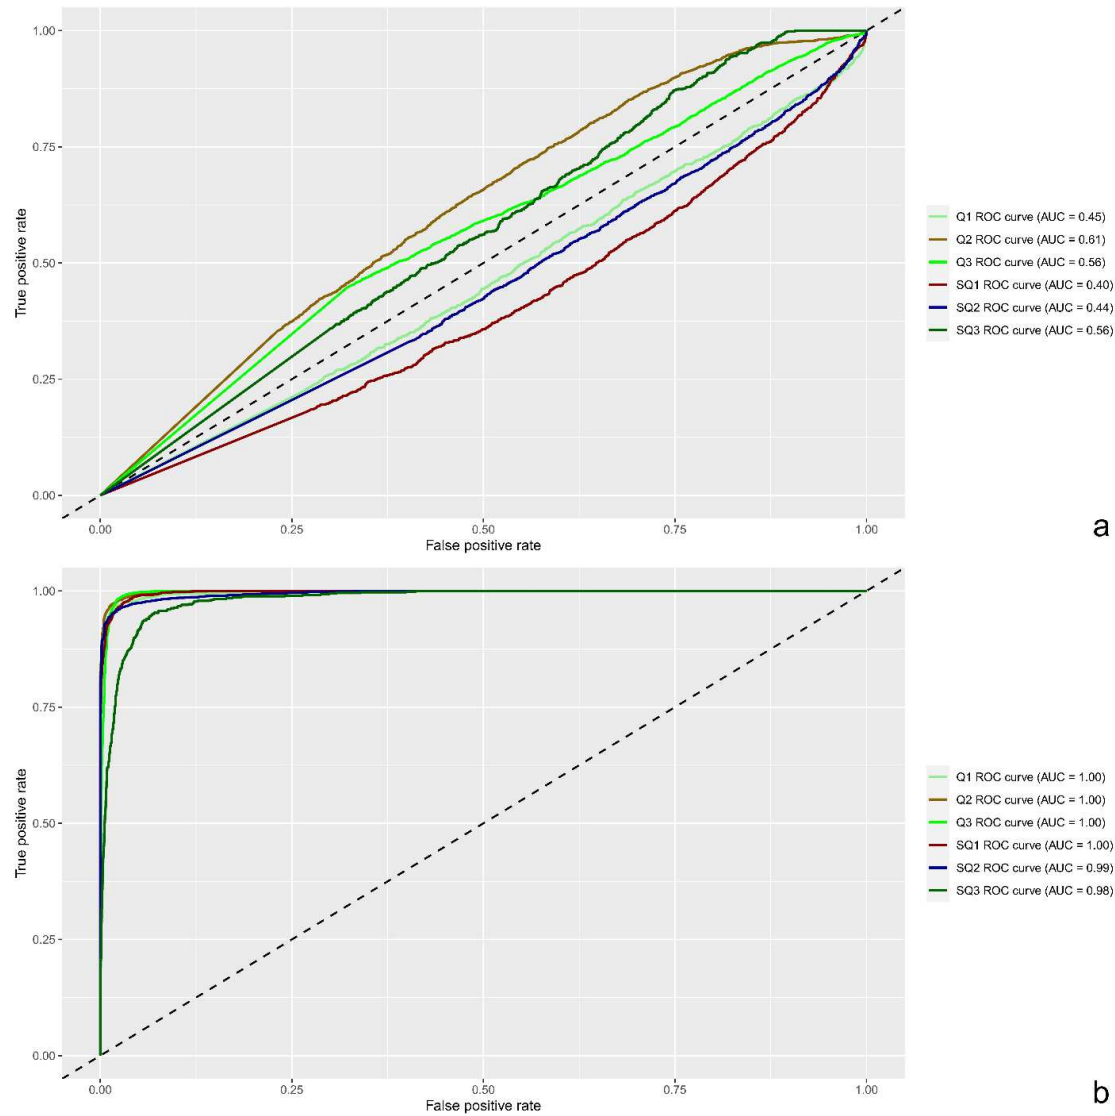 1.00
0.75
0.50
0.25
0.00
True positive rate
0.00 0.25 0.50 0.75 1.00
False positive rate
Q1 ROC curve (AUC = 0.45)
Q2 ROC curve (AUC = 0.61)
Q3 ROC curve (AUC = 0.56)
SQ1 ROC curve (AUC = 0.40)
SQ2 ROC curve (AUC = 0.44)
SQ3 ROC curve (AUC = 0.56)
a
1.00
0.75
0.50
0.25
0.00
True positive rate
0.00 0.25 0.50 0.75 1.00
False positive rate
Q1 ROC curve (AUC = 1.00)
Q2 ROC curve (AUC = 1.00)
Q3 ROC curve (AUC = 1.00)
SQ1 ROC curve (AUC = 1.00)
SQ2 ROC curve (AUC = 0.99)
SQ3 ROC curve (AUC = 0.98)
b